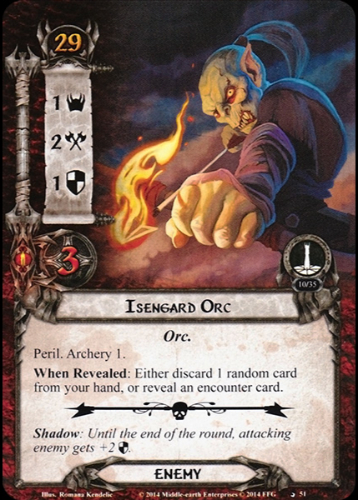 29
1
2
1
3
10/35
Isengard Orc
Orc.
Peril. Archery 1.
When Revealed: Either discard 1 random card
from your hand, or reveal an encounter card.
Shadow: Until the end of the round, attacking
enemy gets +2
Illus. Romana Kendelic © 2014 Middle-earth Enterprises © 2014 FFG 51
ENEMY